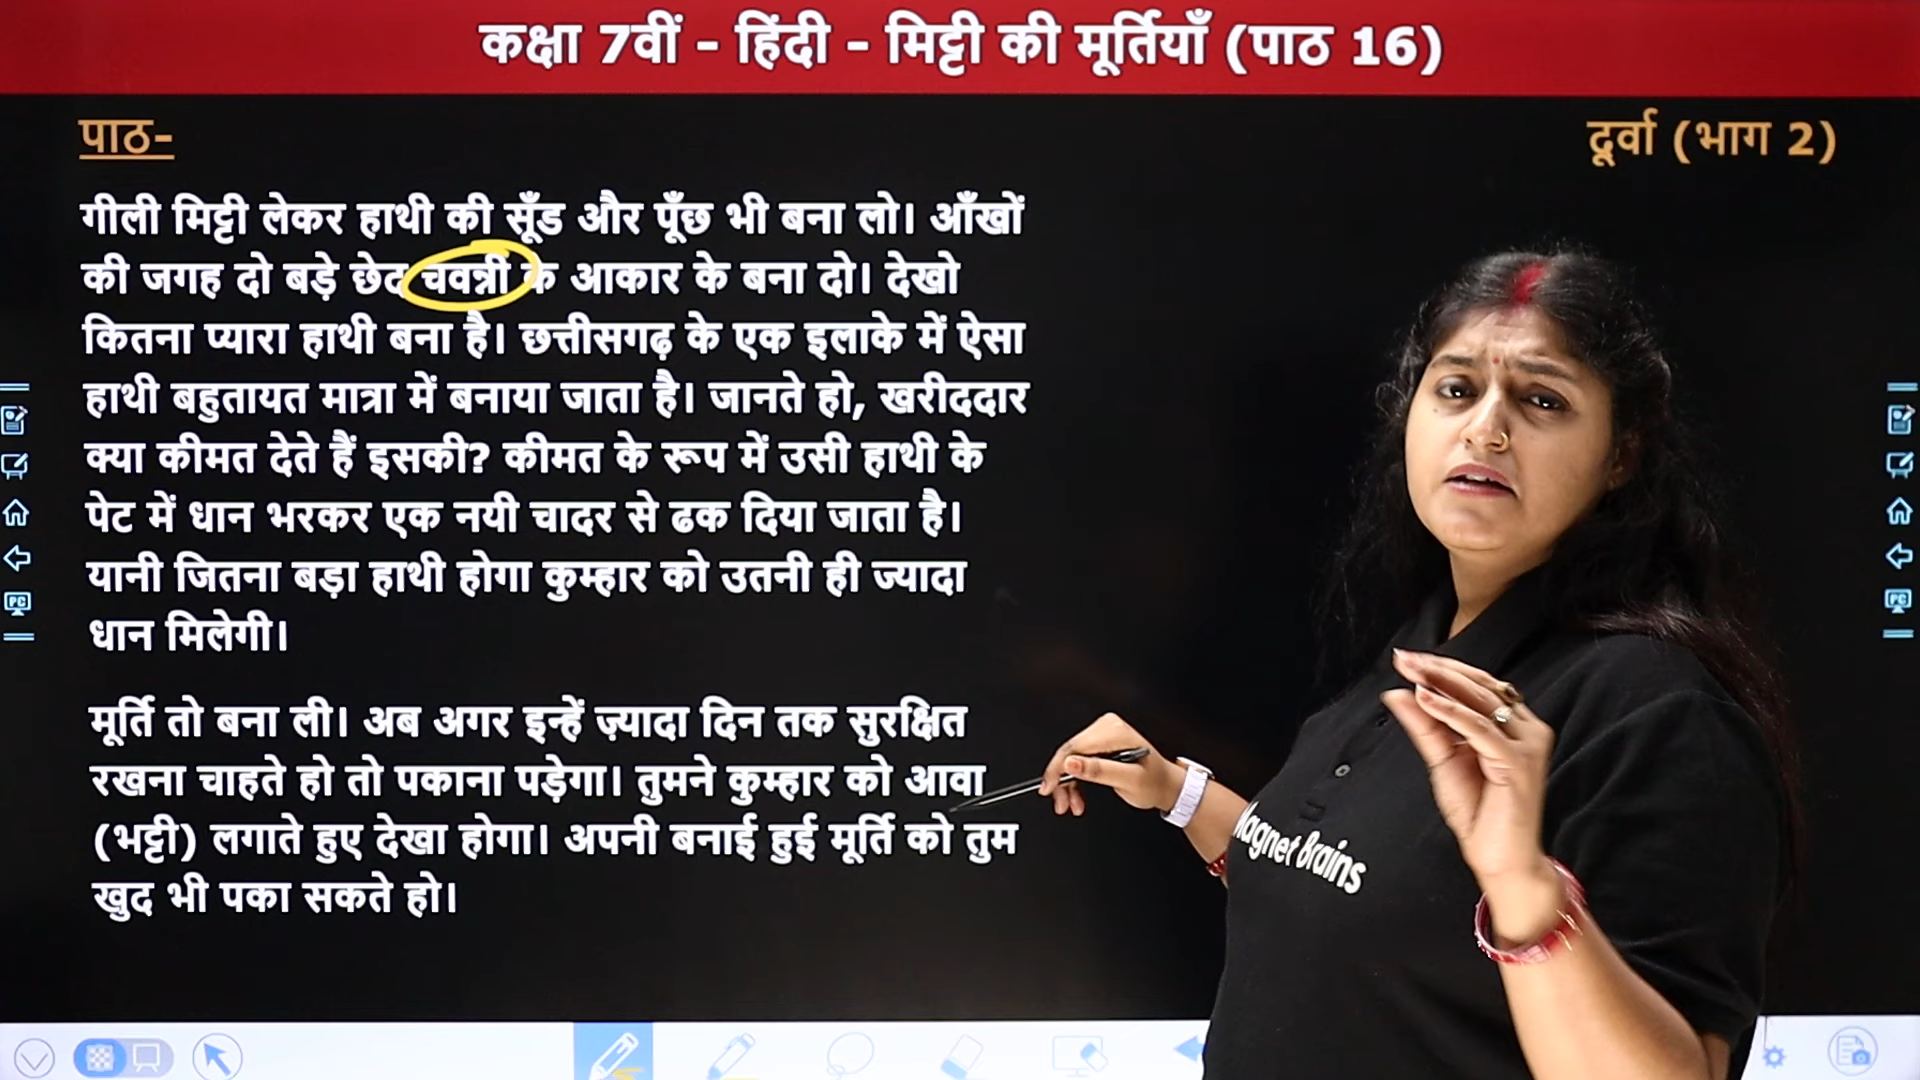 कक्षा 7वीं - हिंदी - मिट्टी की मूर्तियाँ (पाठ 16)
पाठ-
दूर्वा (भाग 2)
गीली मिट्टी लेकर हाथी की सूँड और पूँछ भी बना लो। आँखों
की जगह दो बड़े छेद चवन्नी के आकार के बना दो। देखो
कितना प्यारा हाथी बना है। छत्तीसगढ़ के एक इलाके में ऐसा
हाथी बहुतायत मात्रा में बनाया जाता है। जानते हो, खरीददार
क्या कीमत देते हैं इसकी? कीमत के रूप में उसी हाथी के
पेट में धान भरकर एक नयी चादर से ढक दिया जाता है।
यानी जितना बड़ा हाथी होगा कुम्हार को उतनी ही ज्यादा
धान मिलेगी।
मूर्ति तो बना ली। अब अगर इन्हें ज़्यादा दिन तक सुरक्षित
रखना चाहते हो तो पकाना पड़ेगा। तुमने कुम्हार को आवा
(भट्टी) लगाते हुए देखा होगा। अपनी बनाई हुई मूर्ति को तुम
खुद भी पका सकते हो।
Magnet Brains
PC
PC